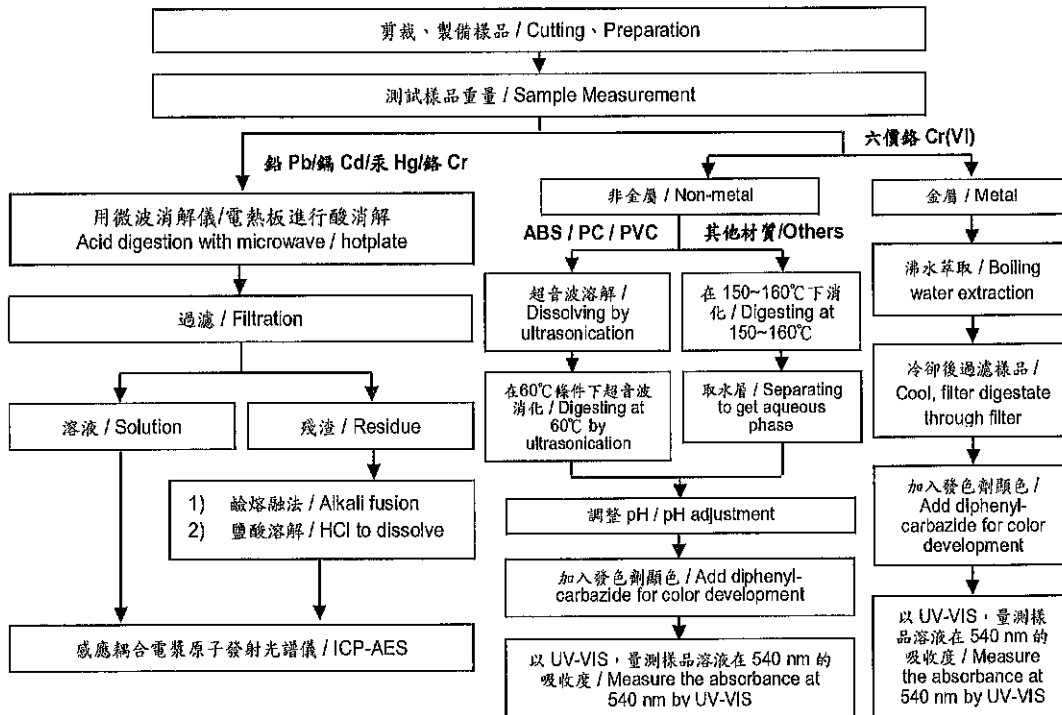 剪裁、製備樣品 / Cutting、Preparation
測試樣品重量 / Sample Measurement
鉛 Pb/鎘 Cd/汞 Hg/鉻 Cr
六價鉻 Cr(VI)
用微波消解儀/電熱板進行酸消解
Acid digestion with microwave / hotplate
過濾 / Filtration
溶液 / Solution
殘渣 / Residue
1) 鹼熔融法 / Alkali fusion
2) 鹽酸溶解 / HCl to dissolve
感應耦合電漿原子發射光譜儀 / ICP-AES
非金屬 / Non-metal
ABS / PC / PVC
其他材質/Others
超音波溶解 /
Dissolving by
ultrasonication
在 150~160℃下消
化 / Digesting at
150~160℃
在60℃條件下超音波
消化 / Digesting at
60℃ by
ultrasonication
取水層 / Separating
to get aqueous
phase
調整 pH / pH adjustment
加入發色劑顯色 / Add diphenyl-
carbazide for color development
以 UV-VIS，量測樣品溶液在 540 nm 的
吸收度 / Measure the absorbance at
540 nm by UV-VIS
金屬 / Metal
沸水萃取 / Boiling
water extraction
冷卻後過濾樣品 /
Cool, filter digestate
through filter
加入發色劑顯色 /
Add diphenyl-
carbazide for color
development
以 UV-VIS，量測樣
品溶液在 540 nm 的
吸收度 / Measure
the absorbance at
540 nm by UV-VIS